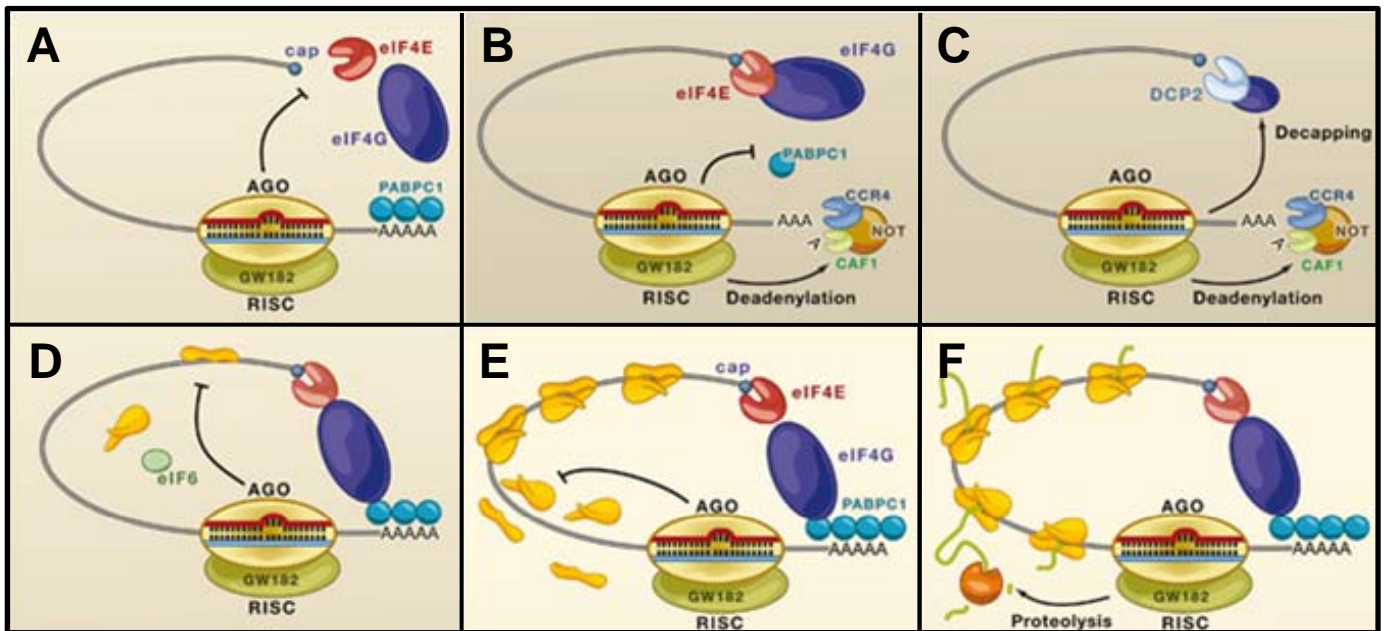 A
cap
eIF4E
eIF4G
AGO
PABPC1
AAAAA
GW182
RISC
B
eIF4G
eIF4E
AGO
PABPC1
CCR4
AAA
NOT
A
CAF1
GW182
RISC
Deadenylation
C
DCP2
Decapping
AGO
CCR4
AAA
NOT
A
CAF1
GW182
RISC
Deadenylation
D
eIF6
AGO
AAAAA
GW182
RISC
E
cap
eIF4E
eIF4G
AGO
PABPC1
AAAAA
GW182
RISC
F
AGO
AAAAA
GW182
Proteolysis
RISC